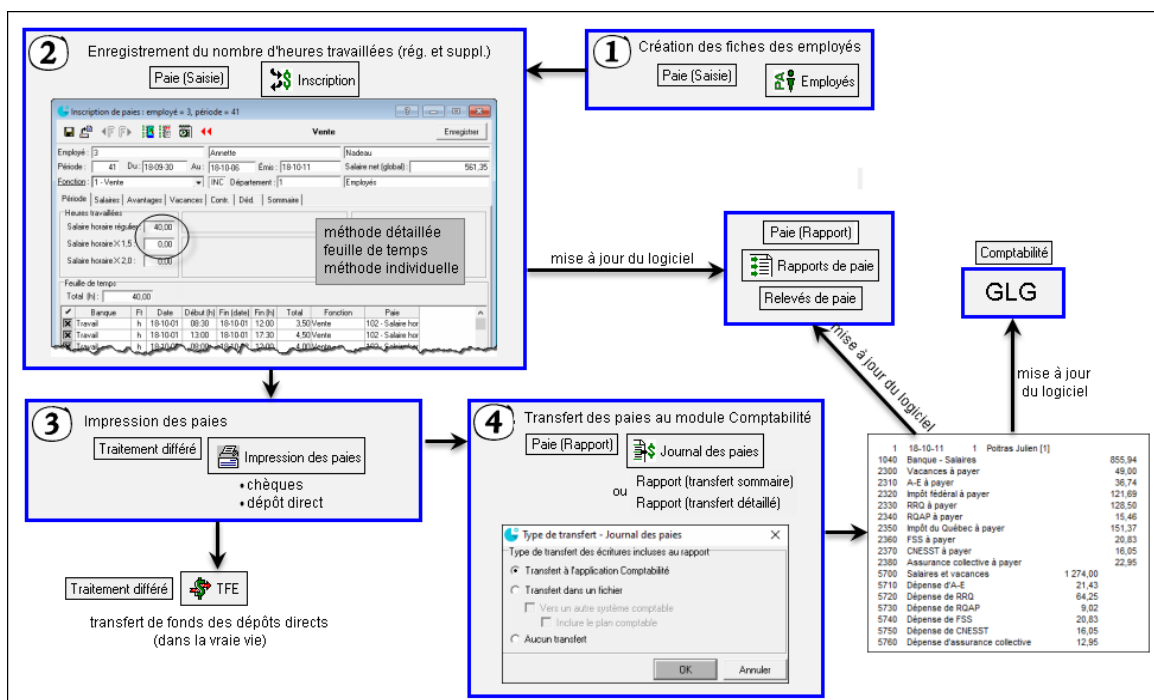 1
Création des fiches des employés
Paie (Saisie)
Employés
2
Enregistrement du nombre d'heures travaillées (rég. et suppl.)
Paie (Saisie)
Inscription
Inscription de paies : employé = 3, période = 41
Vente
Enregistrer
Employé : 3 Annette Nadeau
Période : 41 Du : 18-09-30 Au : 18-10-06 Émis : 18-10-11 Salaire net (global) : 561,35
Fonction : 1 - Vente INC Département : 1 Employés
Période Salaires Avantages Vacances Contr. Déd. Sommaire
Heures travaillées
Salaire horaire régulier 40,00
Salaire horaire X 1,5 : 0,00
Salaire horaire X 2,0 : 0,00
méthode détaillée
feuille de temps
méthode individuelle
Feuille de temps
Total (h) : 40,00
Banque Ft Date Début (h) Fin (date) Fin (h) Total Fonction Paie
Travail h 18-10-01 08:30 18-10-01 12:00 3,50 Vente 102 - Salaire hor
Travail h 18-10-01 13:00 18-10-01 17:30 4,50 Vente 102 - Salaire hor
mise à jour du logiciel
Paie (Rapport)
Rapports de paie
Relevés de paie
Comptabilité
GLG
mise à jour du logiciel
mise à jour
du logiciel
3
Impression des paies
Traitement différé
Impression des paies
• chèques
• dépôt direct
Traitement différé
TFE
transfert de fonds des dépôts directs
(dans la vraie vie)
4
Transfert des paies au module Comptabilité
Paie (Rapport)
Journal des paies
ou
Rapport (transfert sommaire)
Rapport (transfert détaillé)
Type de transfert - Journal des paies
Type de transfert des écritures incluses au rapport
Transfert à l'application Comptabilité
Transfert dans un fichier
Vers un autre système comptable
Inclure le plan comptable
Aucun transfert
OK Annuler
1 18-10-11 1 Poitras Julien [1]
1040 Banque - Salaires 855,94
2300 Vacances à payer 49,00
2310 A-E à payer 36,74
2320 Impôt fédéral à payer 121,69
2330 RRQ à payer 128,50
2340 RQAP à payer 15,46
2350 Impôt du Québec à payer 151,37
2360 FSS à payer 20,83
2370 CNESST à payer 16,05
2380 Assurance collective à payer 22,95
5700 Salaires et vacances 1 274,00
5710 Dépense d'A-E 21,43
5720 Dépense de RRQ 64,25
5730 Dépense de RQAP 9,02
5740 Dépense de FSS 20,83
5750 Dépense de CNESST 16,05
5760 Dépense d'assurance collective 12,95